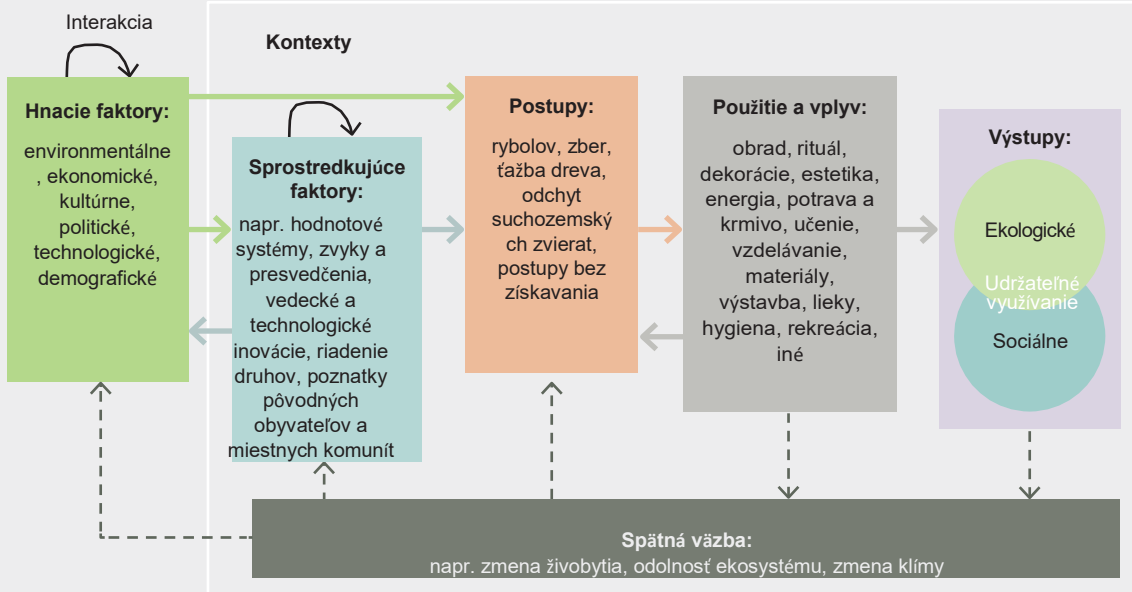 Interakcia
Kontexty
Hnacie faktory:
environmentálne
, ekonomické,
kultúrne,
politické,
technologické,
demografické
Sprostredkujúce
faktory:
napr. hodnotové
systémy, zvyky a
presvedčenia,
vedecké a
technologické
inovácie, riadenie
druhov, poznatky
pôvodných
obyvateľov a
miestnych komunít
Postupy:
rybolov, zber,
ťažba dreva,
odchyt
suchozemský
ch zvierat,
postupy bez
získavania
Použitie a vplyv:
obrad, rituál,
dekorácie, estetika,
energia, potrava a
krmivo, učenie,
vzdelávanie,
materiály,
výstavba, lieky,
hygiena, rekreácia,
iné
Výstupy:
Ekologické
Udržateľné
využívanie
Sociálne
Spätná väzba:
napr. zmena živobytia, odolnosť ekosystému, zmena klímy